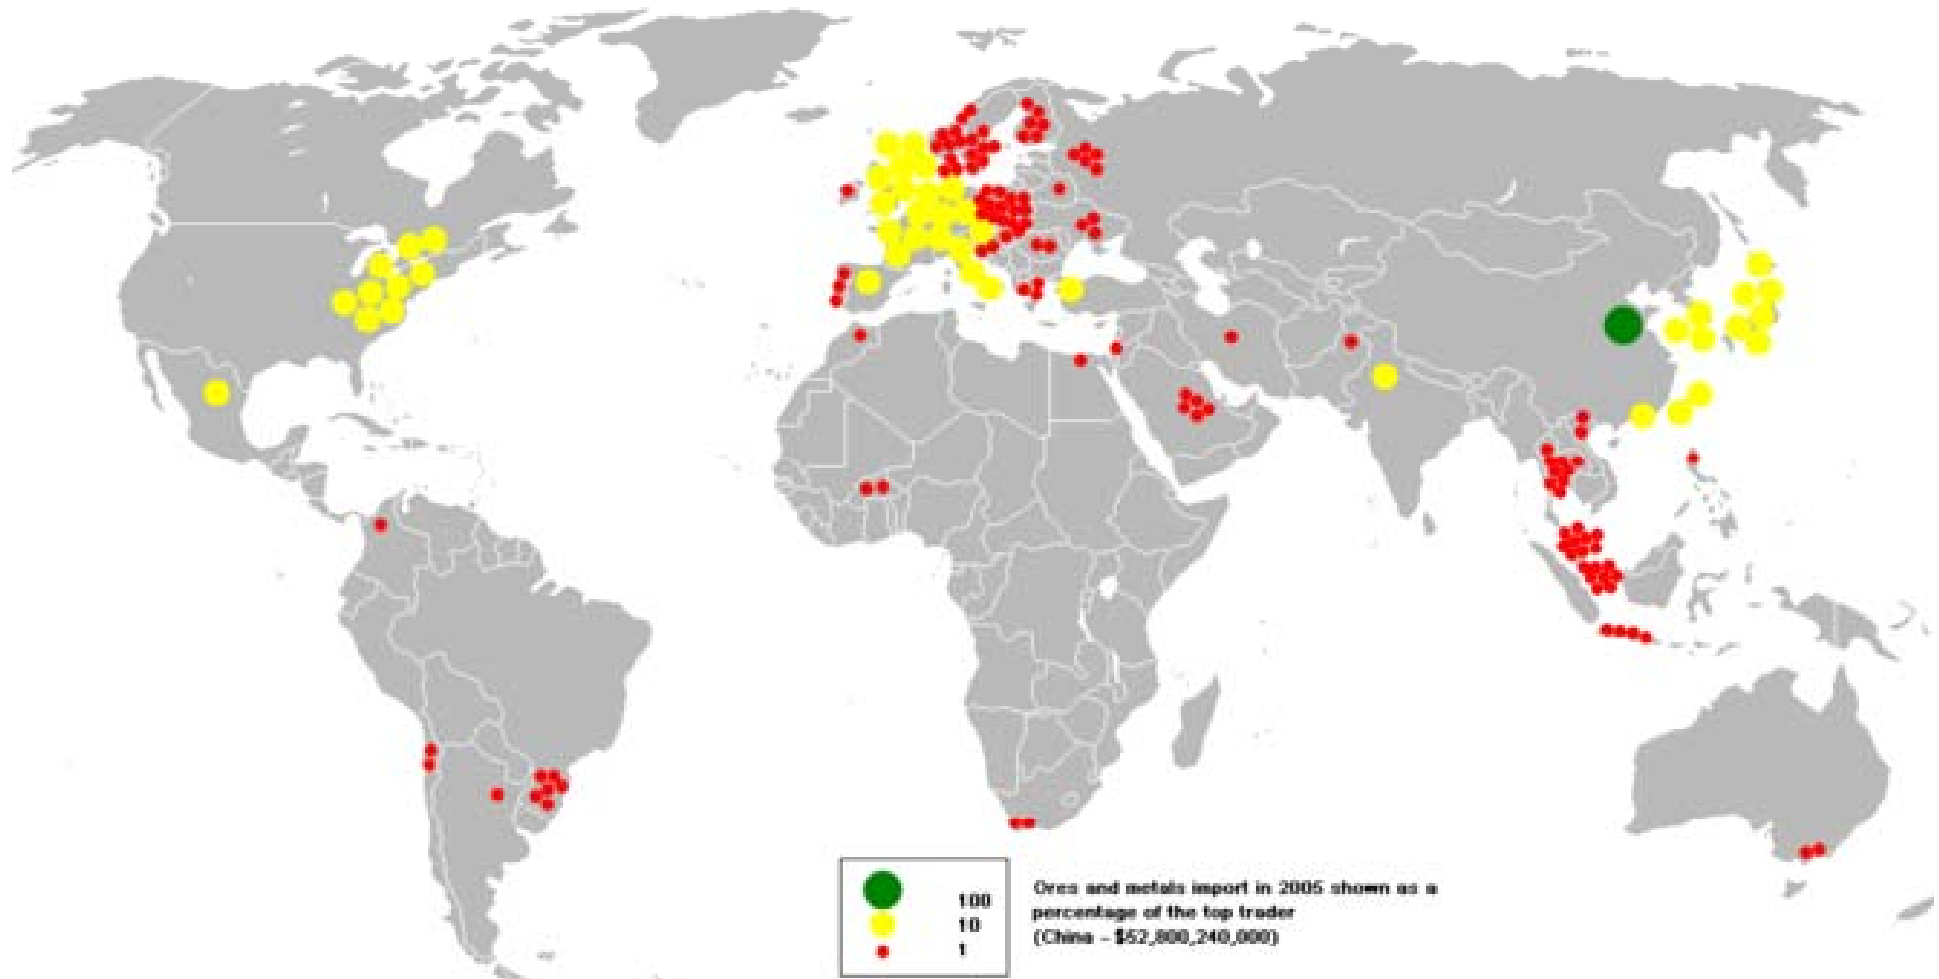 100
10
1
Ores and metals import in 2005 shown as a
percentage of the top trader
(China - $52,800,240,000)